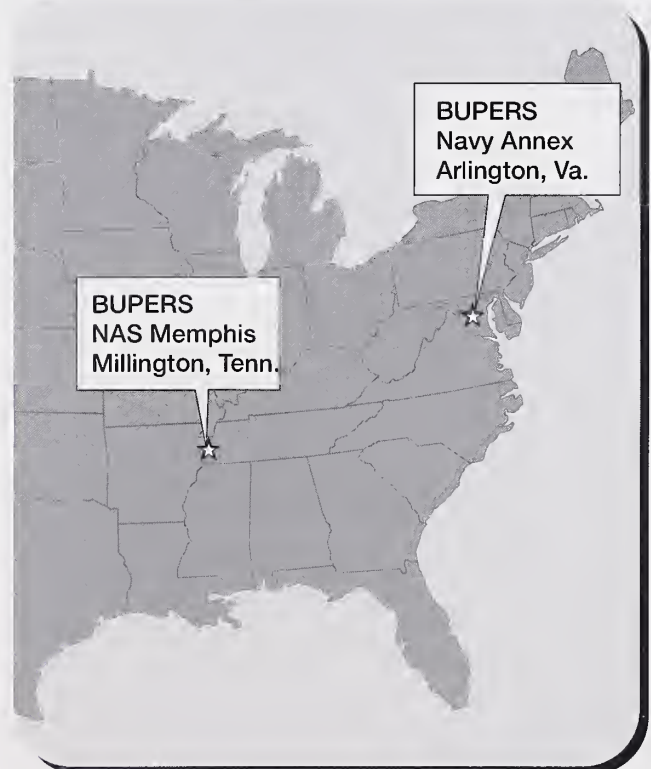 BUPERS
Navy Annex
Arlington, Va.
BUPERS
NAS Memphis
Millington, Tenn.